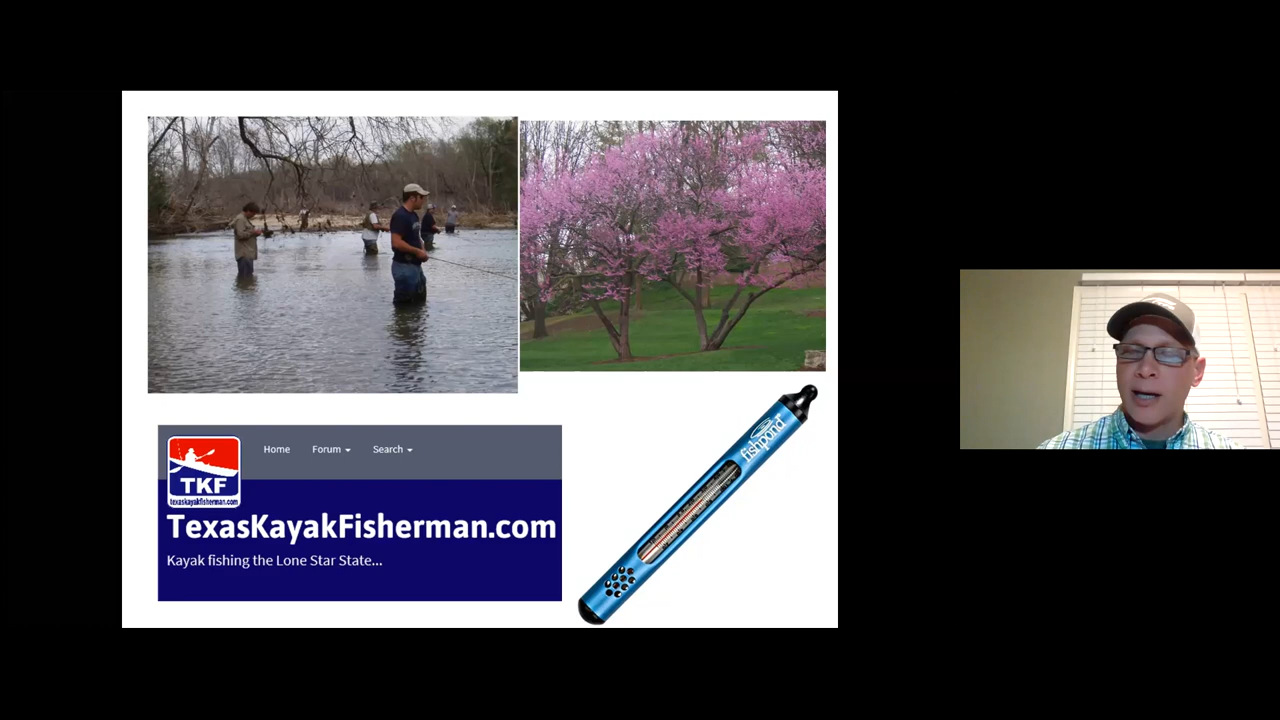 Home Forum Search
TKF
texaskayakfisherman.com
TexasKayakFisherman.com
Kayak fishing the Lone Star State...
fishpond